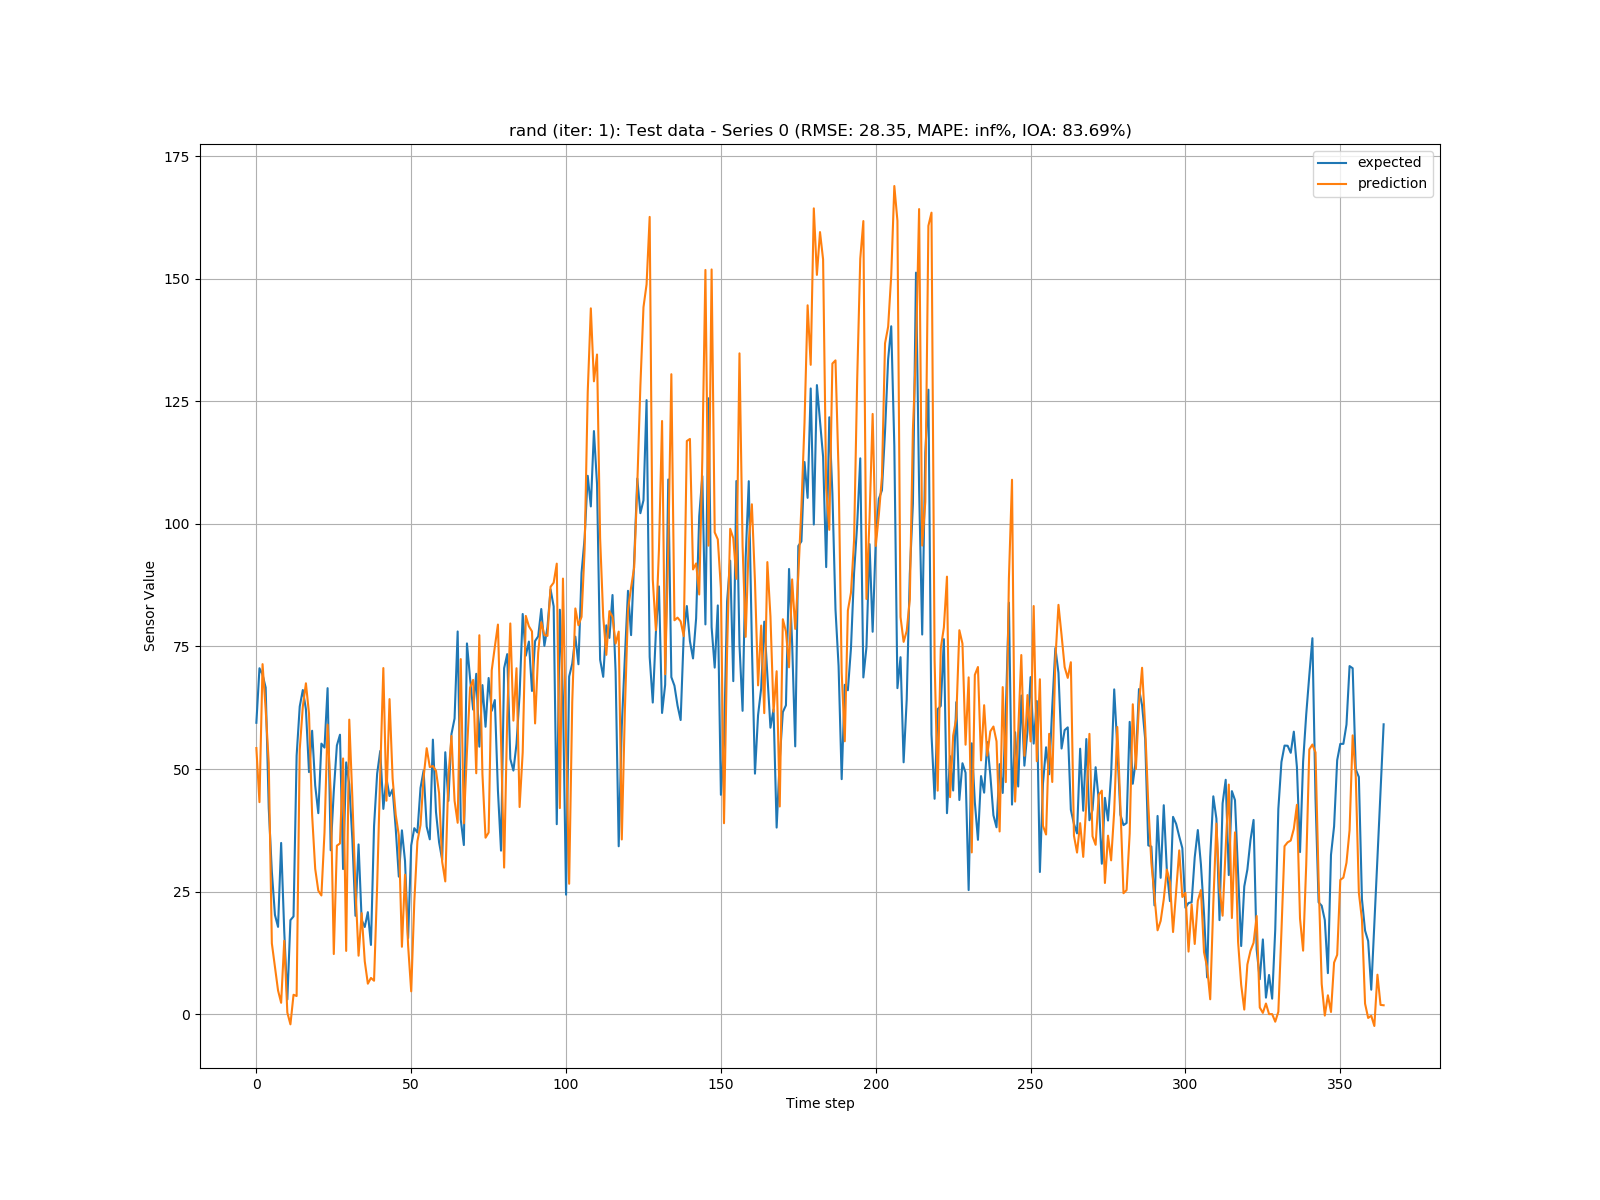 rand (iter: 1): Test data - Series 0 (RMSE: 28.35, MAPE: inf%, IOA: 83.69%)
expected
prediction
175
150
125
100
75
50
25
0
Sensor Value
0 50 100 150 200 250 300 350
Time step